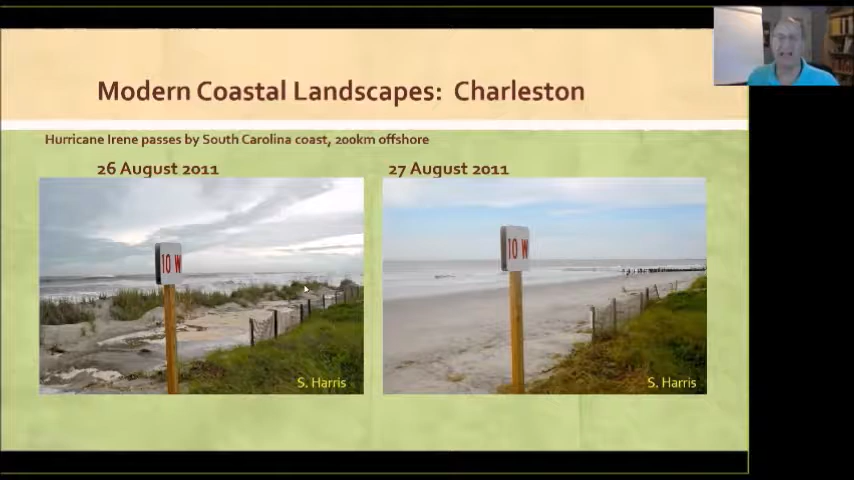 Modern Coastal Landscapes: Charleston
Hurricane Irene passes by South Carolina coast, 200km offshore
26 August 2011
27 August 2011
10 W
10 W
S. Harris
S. Harris